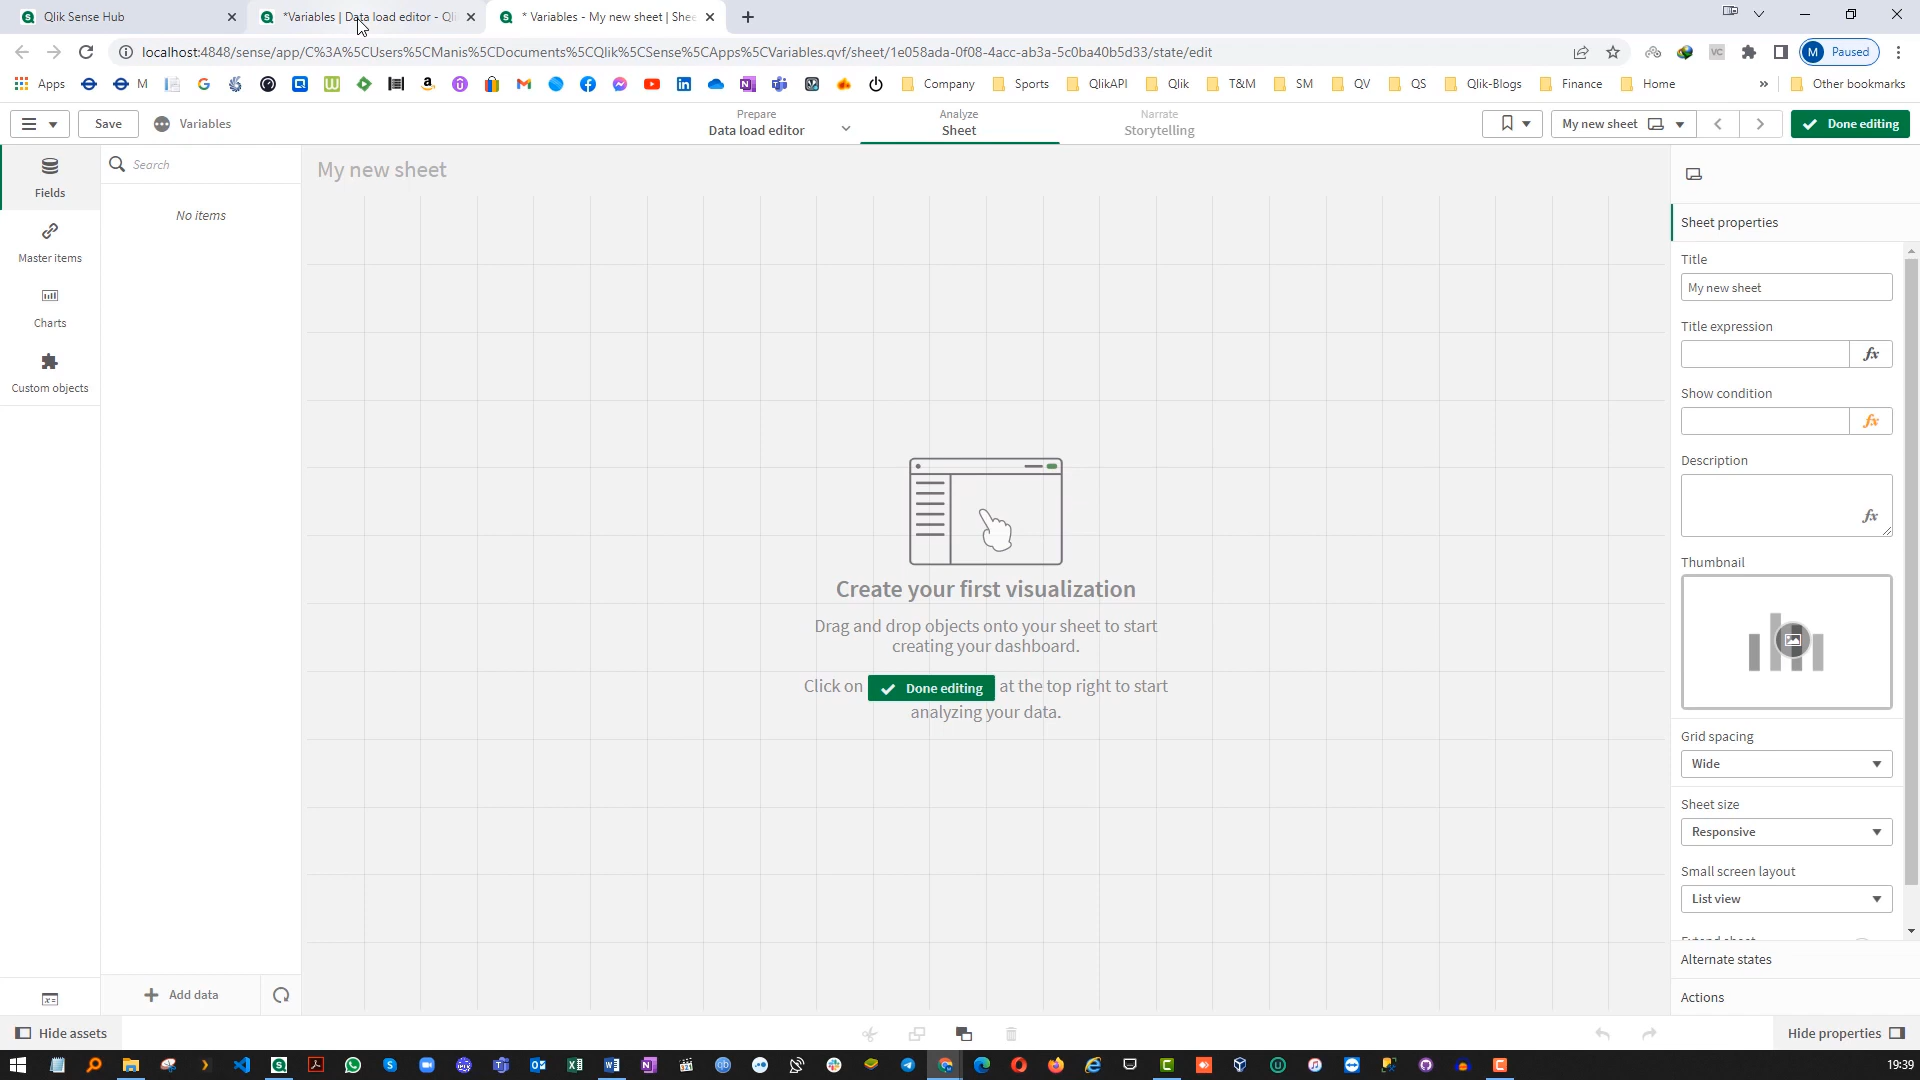 Qlik Sense Hub
*Variables | Data load editor - Qli
* Variables - My new sheet | Shee
localhost:4848/sense/app/C%3A%5CUsers%5CManis%5CDocuments%5CQlik%5CSense%5CApps%5CVariables.qvf/sheet/1e058ada-0f08-4acc-ab3a-5c0ba40b5d33/state/edit
M Paused
Apps
M
Company
Sports
QlikAPI
Qlik
T&M
SM
QV
QS
Qlik-Blogs
Finance
Home
»
Other bookmarks
Save
Variables
Prepare
Data load editor
Analyze
Sheet
Narrate
Storytelling
My new sheet
Done editing
Fields
Master items
Charts
Custom objects
Search
No items
My new sheet
Create your first visualization
Drag and drop objects onto your sheet to start
creating your dashboard.
Click on Done editing at the top right to start
analyzing your data.
Sheet properties
Title
My new sheet
Title expression
fx
Show condition
fx
Description
fx
Thumbnail
Grid spacing
Wide
Sheet size
Responsive
Small screen layout
List view
Alternate states
Actions
Add data
Hide assets
Hide properties
19:39